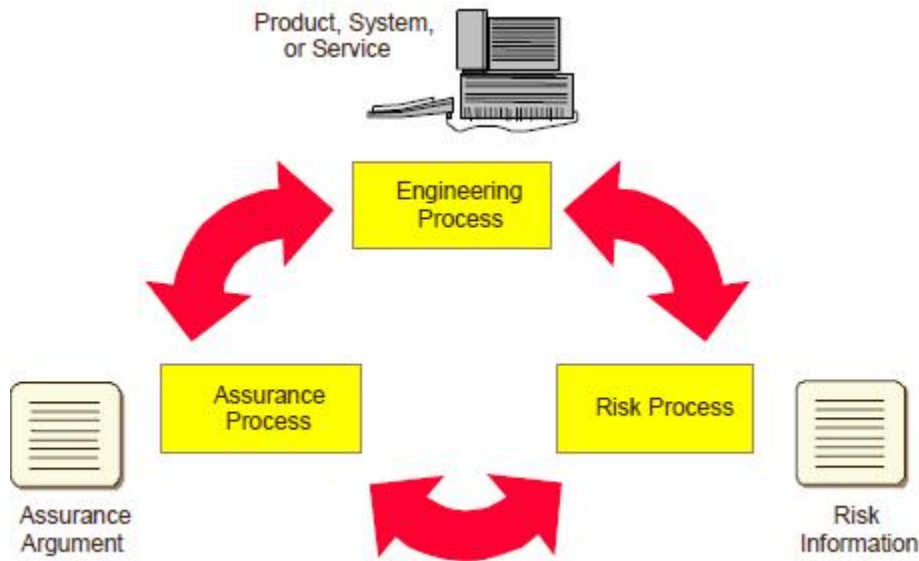 Product, System,
or Service
Engineering
Process
Assurance
Process
Risk Process
Assurance
Argument
Risk
Information